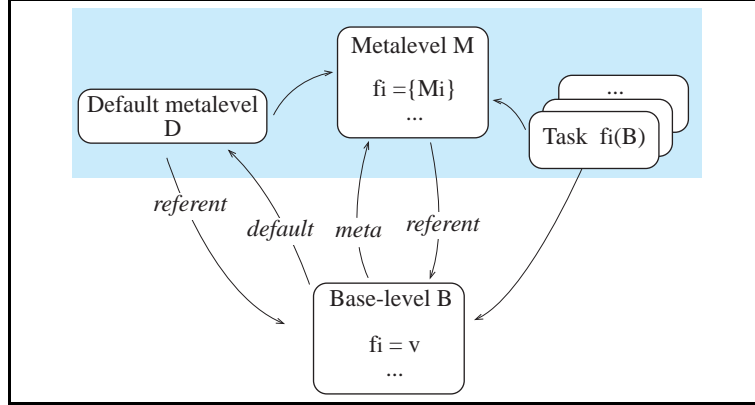 Metalevel M
fi ={Mi}
...
Default metalevel
D
...
Task fi(B)
referent
default
meta
referent
Base-level B
fi = v
...